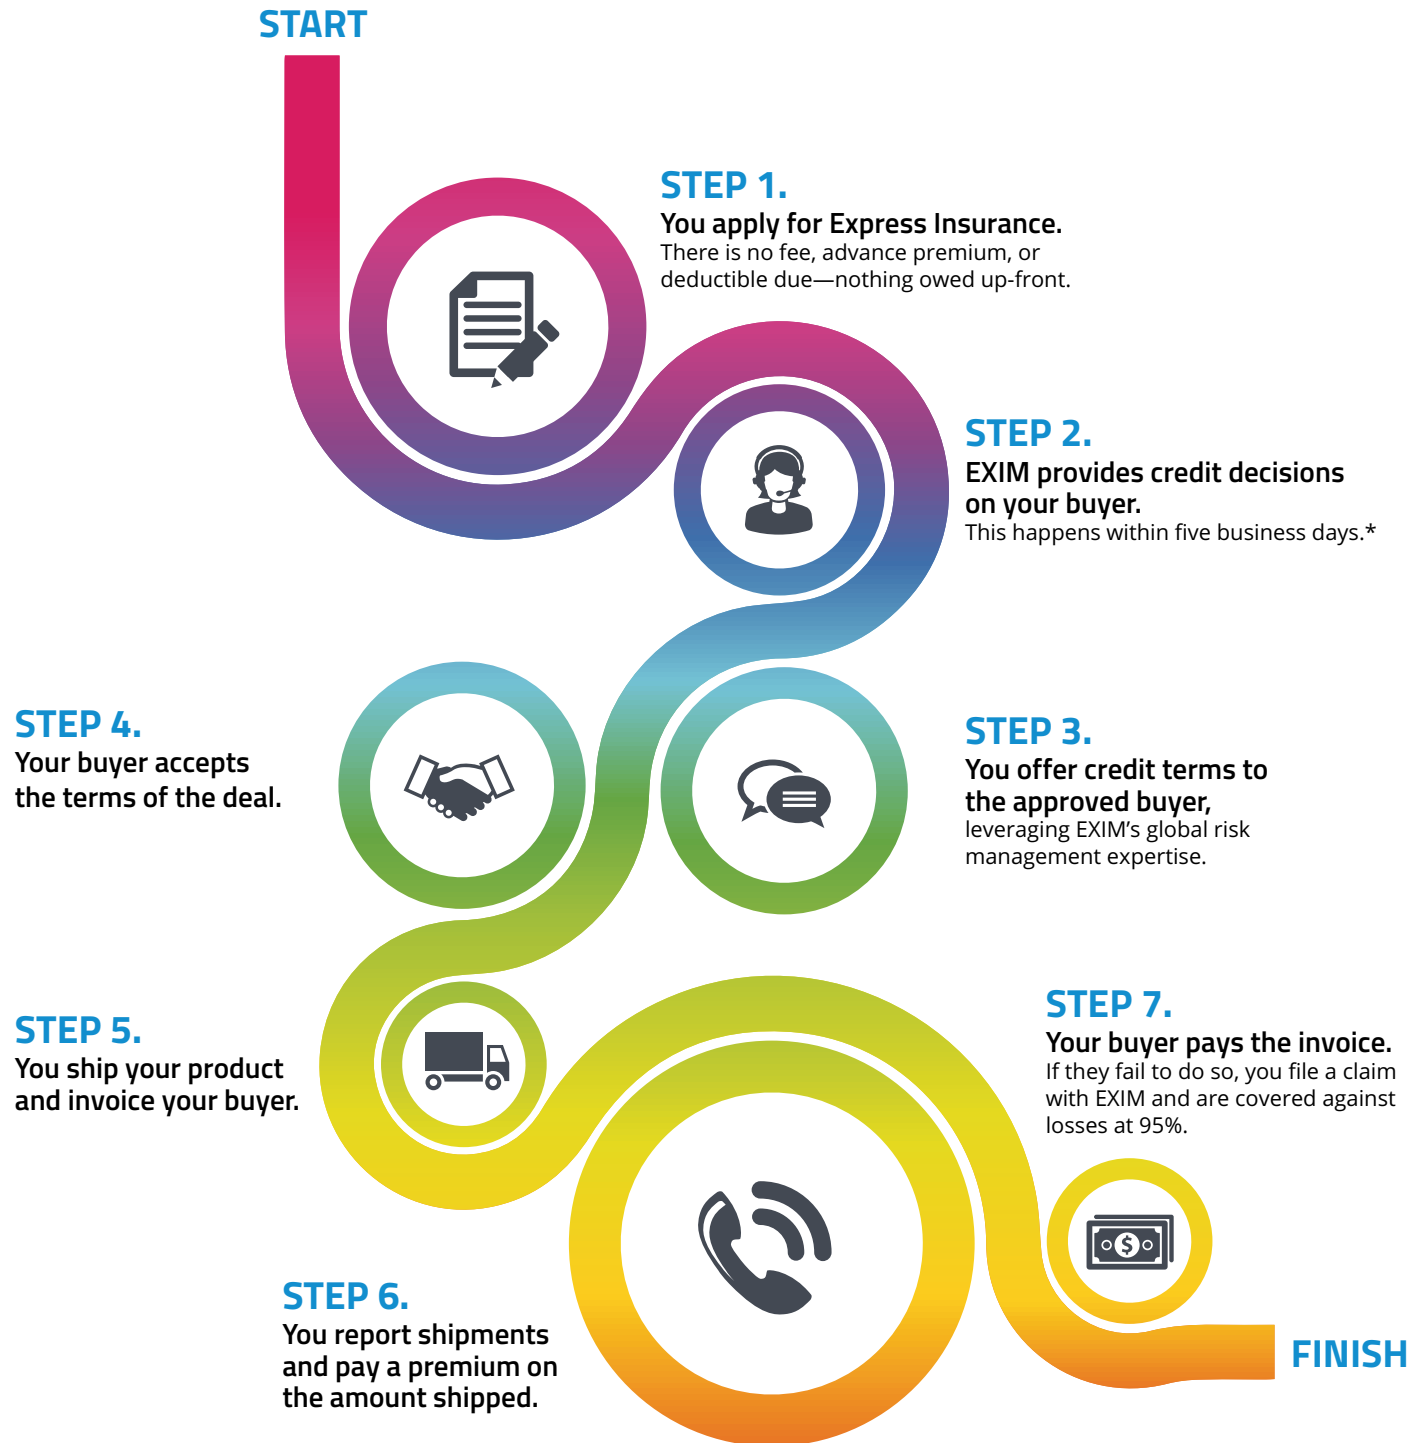 START
STEP 1.
You apply for Express Insurance.
There is no fee, advance premium, or
deductible due—nothing owed up-front.
STEP 2.
EXIM provides credit decisions
on your buyer.
This happens within five business days.*
STEP 3.
You offer credit terms to
the approved buyer,
leveraging EXIM’s global risk
management expertise.
STEP 4.
Your buyer accepts
the terms of the deal.
STEP 5.
You ship your product
and invoice your buyer.
STEP 6.
You report shipments
and pay a premium on
the amount shipped.
STEP 7.
Your buyer pays the invoice.
If they fail to do so, you file a claim
with EXIM and are covered against
losses at 95%.
$
FINISH